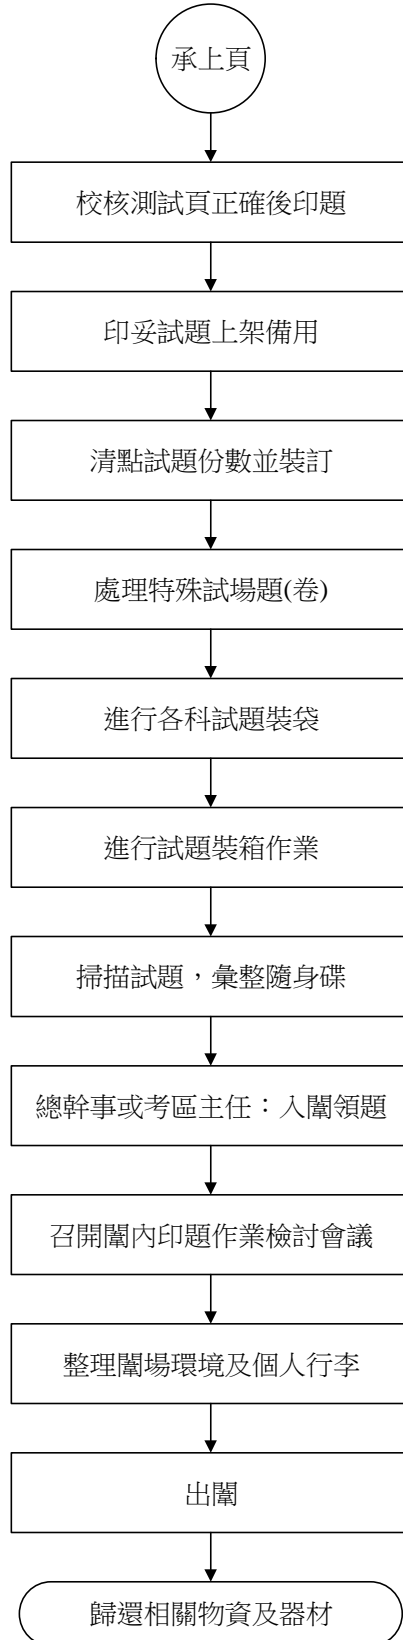 承上頁
校核測試頁正確後印題
印妥試題上架備用
清點試題份數並裝訂
處理特殊試場題(卷)
進行各科試題裝袋
進行試題裝箱作業
掃描試題，彙整隨身碟
總幹事或考區主任：入闈領題
召開闈內印題作業檢討會議
整理闈場環境及個人行李
出闈
歸還相關物資及器材